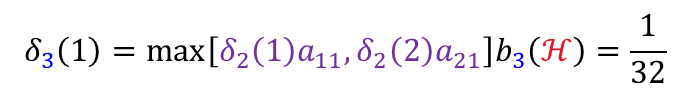 δ₃(1) = max[δ₂(1)a₁₁, δ₂(2)a₂₁]b₃(ℋ) = 1/32